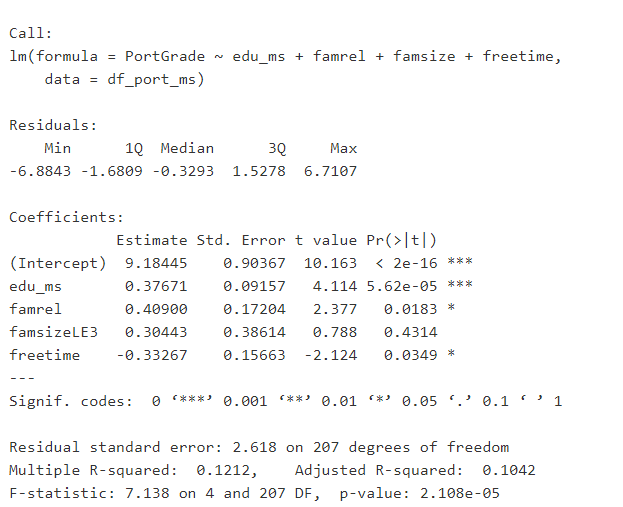 Call:
lm(formula = PortGrade ~ edu_ms + famrel + famsize + freetime,
    data = df_port_ms)
Residuals:
    Min      1Q  Median      3Q     Max
-6.8843 -1.6809 -0.3293  1.5278  6.7107
Coefficients:
            Estimate Std. Error t value Pr(>|t|)
(Intercept)  9.18445    0.90367  10.163  < 2e-16 ***
edu_ms       0.37671    0.09157   4.114 5.62e-05 ***
famrel       0.40900    0.17204   2.377   0.0183 *
famsizeLE3   0.30443    0.38614   0.788   0.4314
freetime    -0.33267    0.15663  -2.124   0.0349 *
---
Signif. codes:  0 ‘***’ 0.001 ‘**’ 0.01 ‘*’ 0.05 ‘.’ 0.1 ‘ ’ 1
Residual standard error: 2.618 on 207 degrees of freedom
Multiple R-squared:  0.1212,    Adjusted R-squared:  0.1042
F-statistic: 7.138 on 4 and 207 DF,  p-value: 2.108e-05